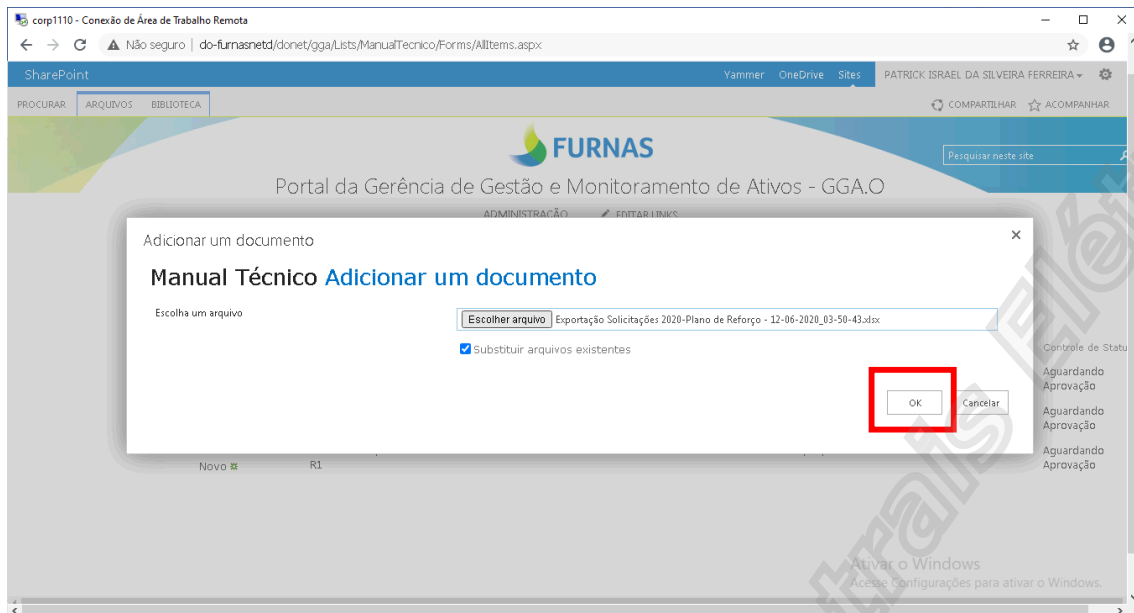 corp1110 - Conexão de Área de Trabalho Remota
Não seguro | do-furnasnetd/donet/gga/Lists/ManualTecnico/Forms/AllItems.aspx
SharePoint Yammer OneDrive Sites PATRICK ISRAEL DA SILVEIRA FERREIRA
PROCURAR ARQUIVOS BIBLIOTECA COMPARTILHAR ACOMPANHAR
FURNAS
Pesquisar neste site
Portal da Gerência de Gestão e Monitoramento de Ativos - GGA.O
ADMINISTRAÇÃO EDITAR LINKS
Adicionar um documento
Manual Técnico Adicionar um documento
Escolha um arquivo Escolher arquivo Exportação Solicitações 2020-Plano de Reforço - 12-06-2020_03-50-43.xlsx
Substituir arquivos existentes
Controle de Statu
Aguardando
Aprovação
OK Cancelar
Aguardando
Aprovação
Aguardando
Aprovação
Novo R1
Ativar o Windows
Acesse Configurações para ativar o Windows.